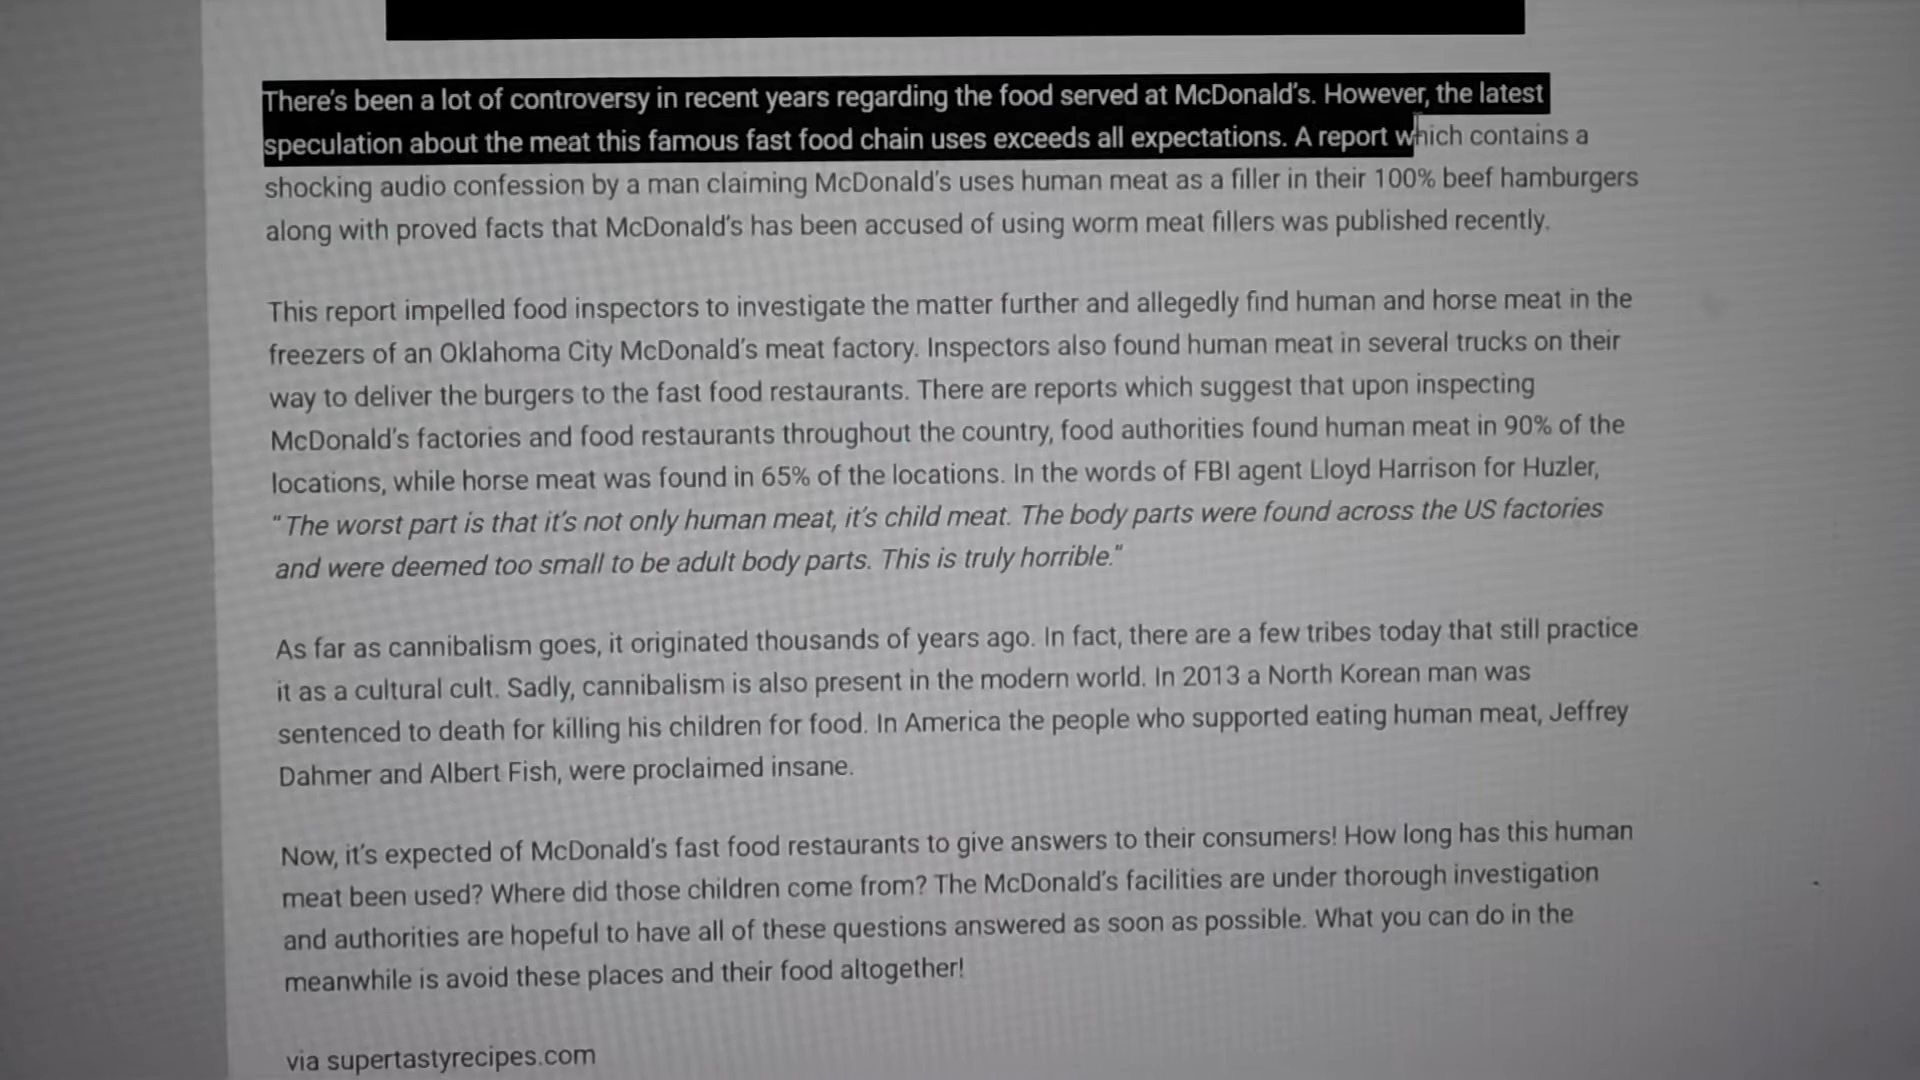 There's been a lot of controversy in recent years regarding the food served at McDonald's. However, the latest
speculation about the meat this famous fast food chain uses exceeds all expectations. A report which contains a
shocking audio confession by a man claiming McDonald's uses human meat as a filler in their 100% beef hamburgers
along with proved facts that McDonald's has been accused of using worm meat fillers was published recently.
This report impelled food inspectors to investigate the matter further and allegedly find human and horse meat in the
freezers of an Oklahoma City McDonald's meat factory. Inspectors also found human meat in several trucks on their
way to deliver the burgers to the fast food restaurants. There are reports which suggest that upon inspecting
McDonald's factories and food restaurants throughout the country, food authorities found human meat in 90% of the
locations, while horse meat was found in 65% of the locations. In the words of FBI agent Lloyd Harrison for Huzler,
"The worst part is that it's not only human meat, it's child meat. The body parts were found across the US factories
and were deemed too small to be adult body parts. This is truly horrible."
As far as cannibalism goes, it originated thousands of years ago. In fact, there are a few tribes today that still practice
it as a cultural cult. Sadly, cannibalism is also present in the modern world. In 2013 a North Korean man was
sentenced to death for killing his children for food. In America the people who supported eating human meat, Jeffrey
Dahmer and Albert Fish, were proclaimed insane.
Now, it's expected of McDonald's fast food restaurants to give answers to their consumers! How long has this human
meat been used? Where did those children come from? The McDonald's facilities are under thorough investigation
and authorities are hopeful to have all of these questions answered as soon as possible. What you can do in the
meanwhile is avoid these places and their food altogether!
via supertastyrecipes.com